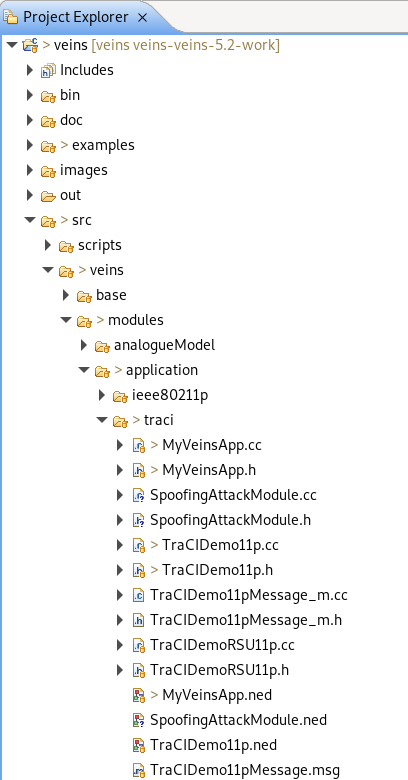 Project Explorer
> veins [veins veins-veins-5.2-work]
Includes
bin
doc
> examples
images
out
> src
scripts
> veins
base
> modules
analogueModel
> application
ieee80211p
> traci
> MyVeinsApp.cc
> MyVeinsApp.h
SpoofingAttackModule.cc
SpoofingAttackModule.h
> TraCIDemo11p.cc
> TraCIDemo11p.h
TraCIDemo11pMessage_m.cc
TraCIDemo11pMessage_m.h
TraCIDemoRSU11p.cc
TraCIDemoRSU11p.h
> MyVeinsApp.ned
SpoofingAttackModule.ned
TraCIDemo11p.ned
TraCIDemo11pMessage.msg